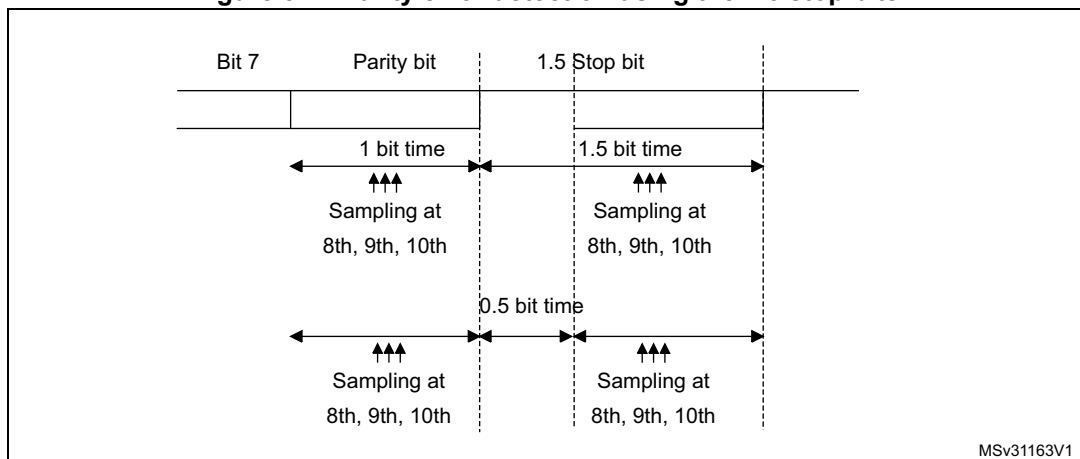 Bit 7 Parity bit 1.5 Stop bit
1 bit time 1.5 bit time
Sampling at Sampling at
8th, 9th, 10th 8th, 9th, 10th
0.5 bit time
Sampling at Sampling at
8th, 9th, 10th 8th, 9th, 10th
MSv31163V1